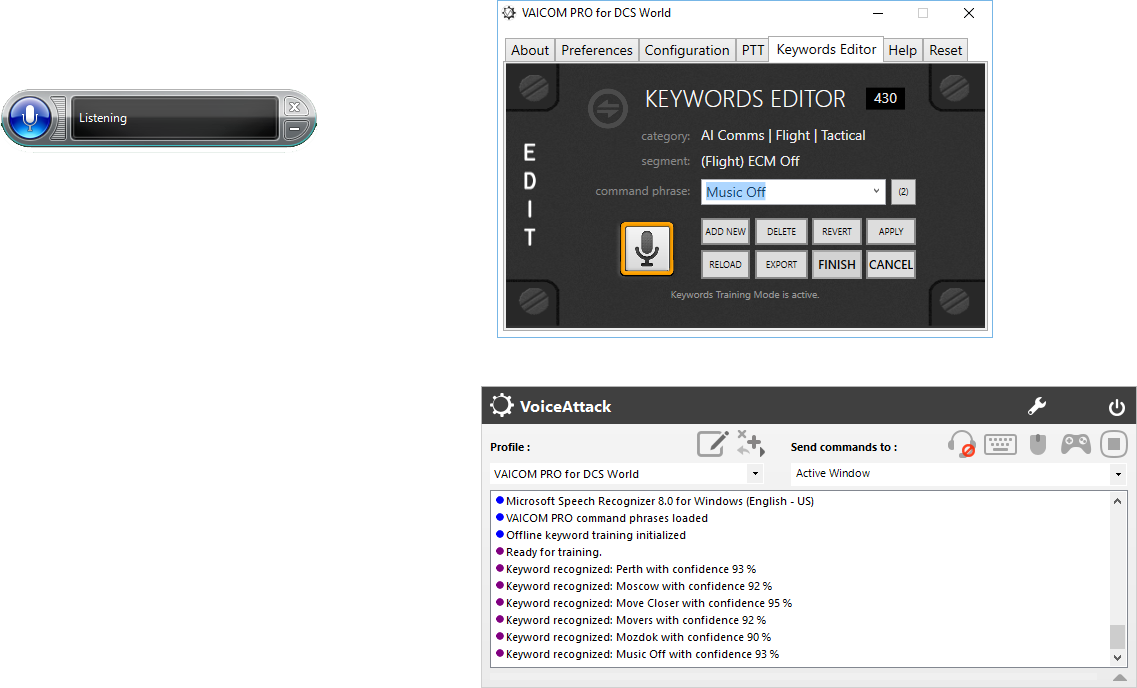 VAICOM PRO for DCS World
About Preferences Configuration PTT Keywords Editor Help Reset
KEYWORDS EDITOR 430
category: AI Comms | Flight | Tactical
segment: (Flight) ECM Off
command phrase: Music Off (2)
E
D
I
T
ADD NEW DELETE REVERT APPLY
RELOAD EXPORT FINISH CANCEL
Keywords Training Mode is active.
Listening
VoiceAttack
Profile : Send commands to :
VAICOM PRO for DCS World Active Window
Microsoft Speech Recognizer 8.0 for Windows (English - US)
VAICOM PRO command phrases loaded
Offline keyword training initialized
Ready for training.
Keyword recognized: Perth with confidence 93 %
Keyword recognized: Moscow with confidence 92 %
Keyword recognized: Move Closer with confidence 95 %
Keyword recognized: Movers with confidence 92 %
Keyword recognized: Mozdok with confidence 90 %
Keyword recognized: Music Off with confidence 93 %